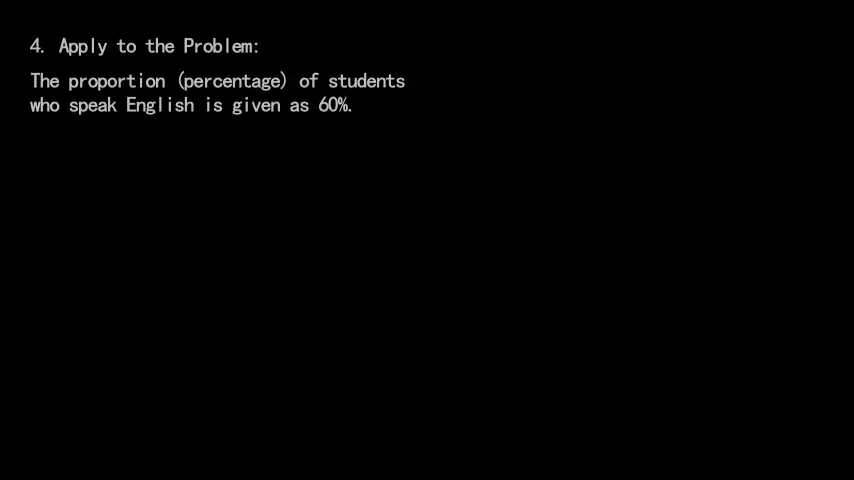 4. Apply to the Problem:
The proportion (percentage) of students
who speak English is given as 60%.